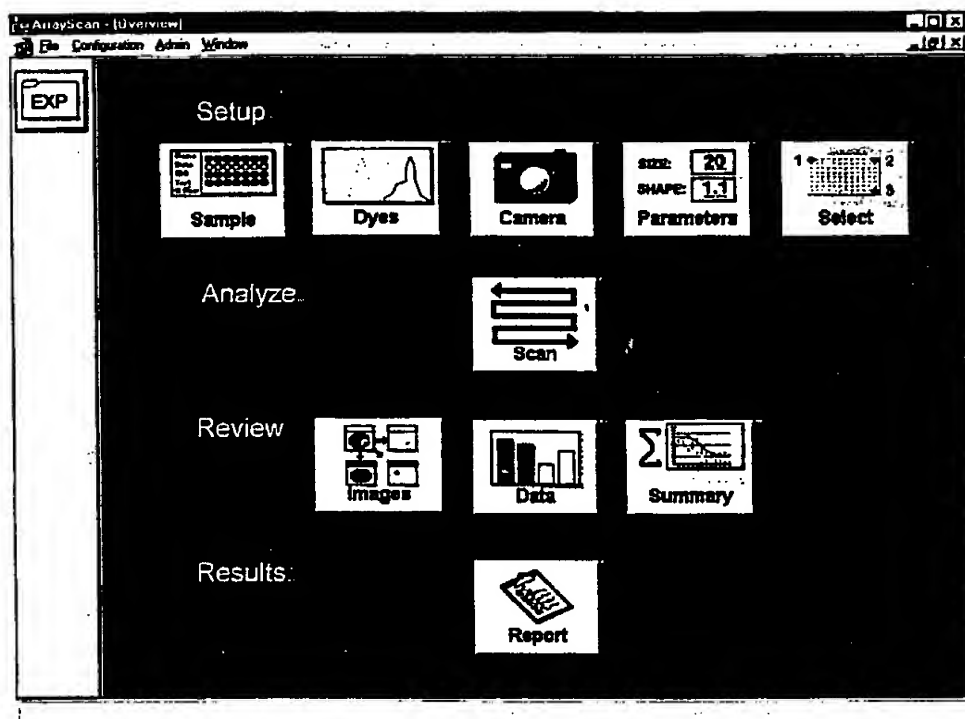 ArrayScan - [Overview]
File Configuration Admin Window
EXP
Setup
SIZE: 20
SHAPE: 1.1
1 2
3
Sample Dyes Camera Parameters Select
Analyze
Scan
Review
Images Data Summary
Results:
Report